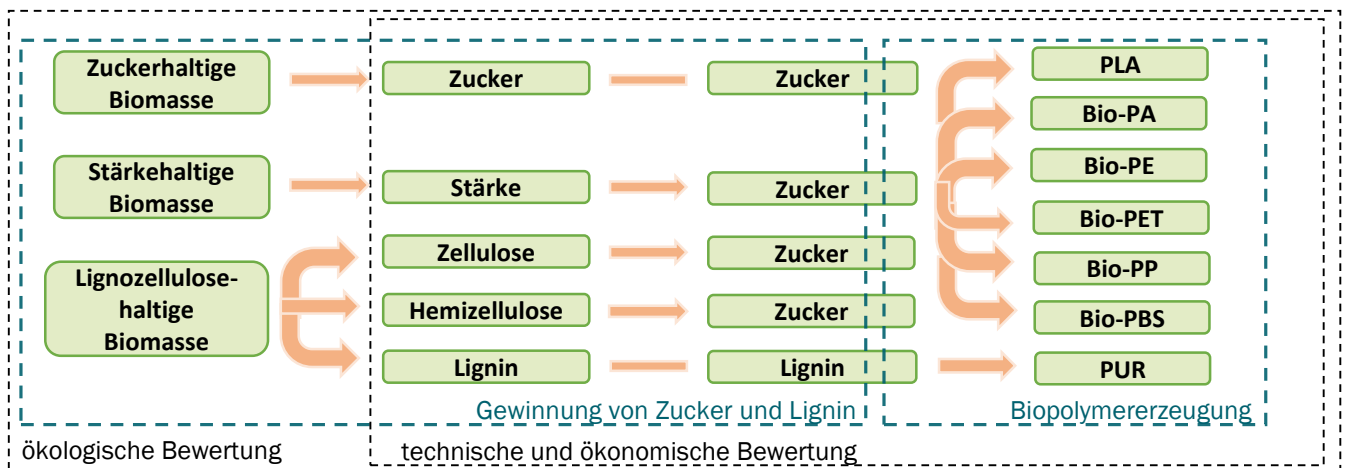 Zuckerhaltige
Biomasse
Zucker
Zucker
PLA
Bio-PA
Stärkehaltige
Biomasse
Stärke
Zucker
Bio-PE
Bio-PET
Lignozellulose-
haltige
Biomasse
Zellulose
Zucker
Bio-PP
Hemizellulose
Zucker
Bio-PBS
Lignin
Lignin
PUR
Gewinnung von Zucker und Lignin
Biopolymererzeugung
ökologische Bewertung
technische und ökonomische Bewertung